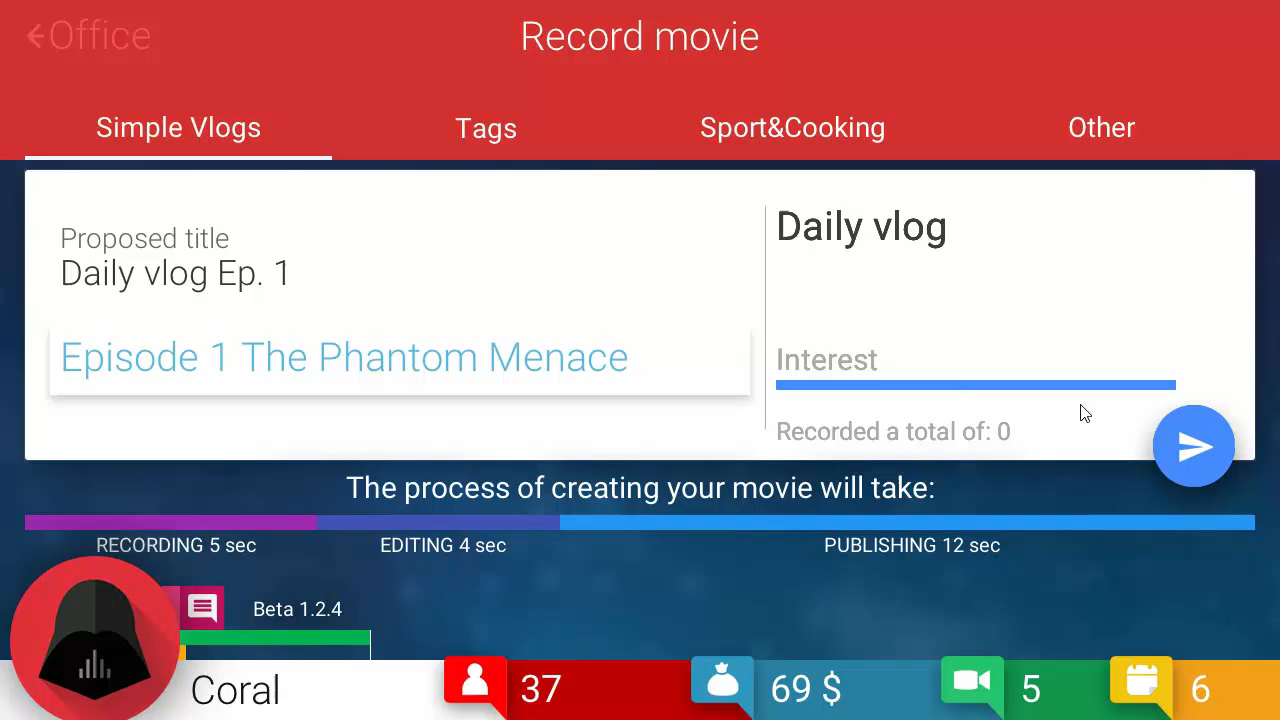 Office
Record movie
Simple Vlogs
Tags
Sport&Cooking
Other
Proposed title
Daily vlog Ep. 1
Episode 1 The Phantom Menace
Daily vlog
Interest
Recorded a total of: 0
The process of creating your movie will take:
RECORDING 5 sec
EDITING 4 sec
PUBLISHING 12 sec
Beta 1.2.4
Coral
37
69 $
5
6